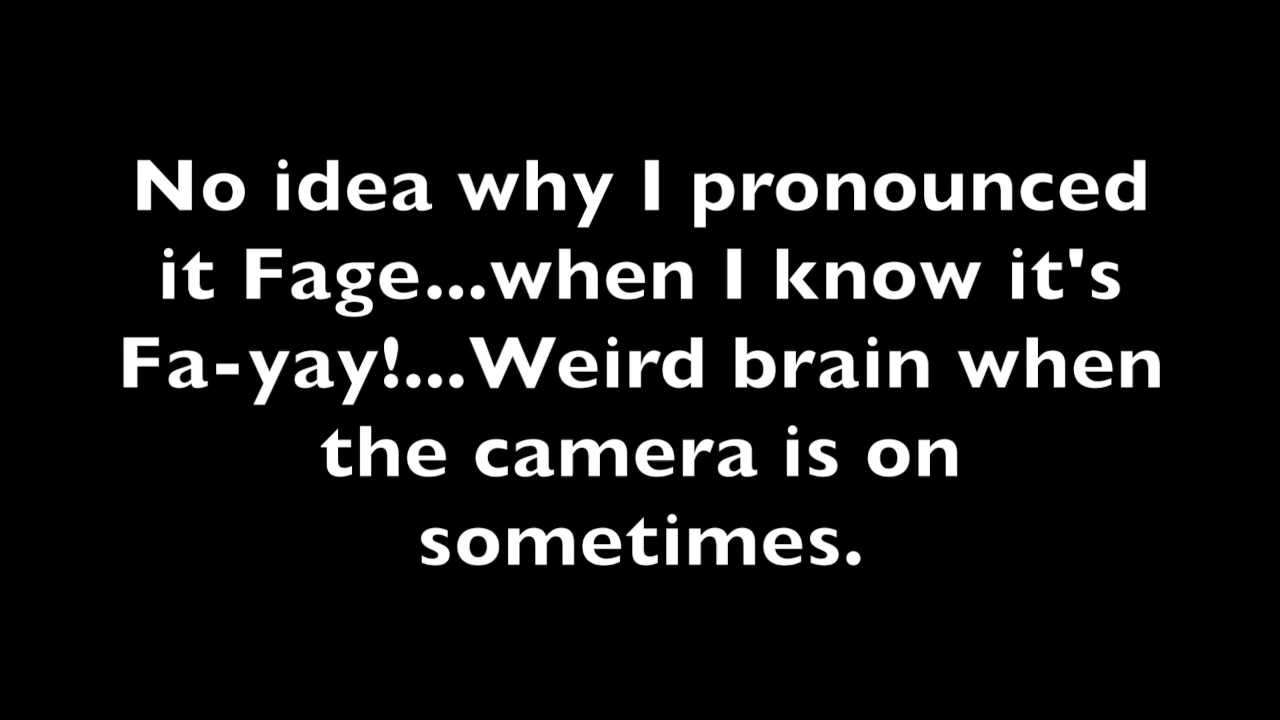 No idea why I pronounced
it Fage...when I know it's
Fa-yay!...Weird brain when
the camera is on
sometimes.